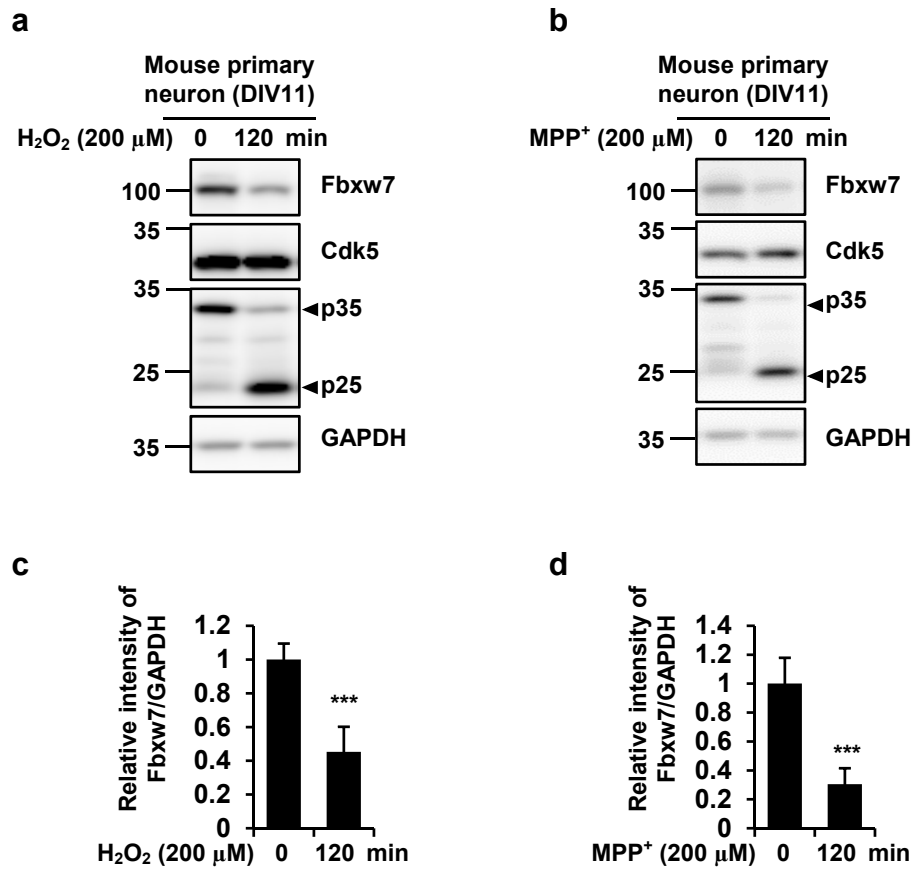 a
Mouse primary
neuron (DIV11)
H₂O₂ (200 μM) 0 120 min
100 Fbxw7
35
Cdk5
35
p35
25
p25
35 GAPDH
b
Mouse primary
neuron (DIV11)
MPP⁺ (200 μM) 0 120 min
100 Fbxw7
35
Cdk5
35
p35
25
p25
35 GAPDH
c
Relative intensity of
Fbxw7/GAPDH
1.2
1
0.8
0.6
0.4
0.2
0
***
H₂O₂ (200 μM) 0 120 min
d
Relative intensity of
Fbxw7/GAPDH
1.4
1.2
1
0.8
0.6
0.4
0.2
0
***
MPP⁺ (200 μM) 0 120 min